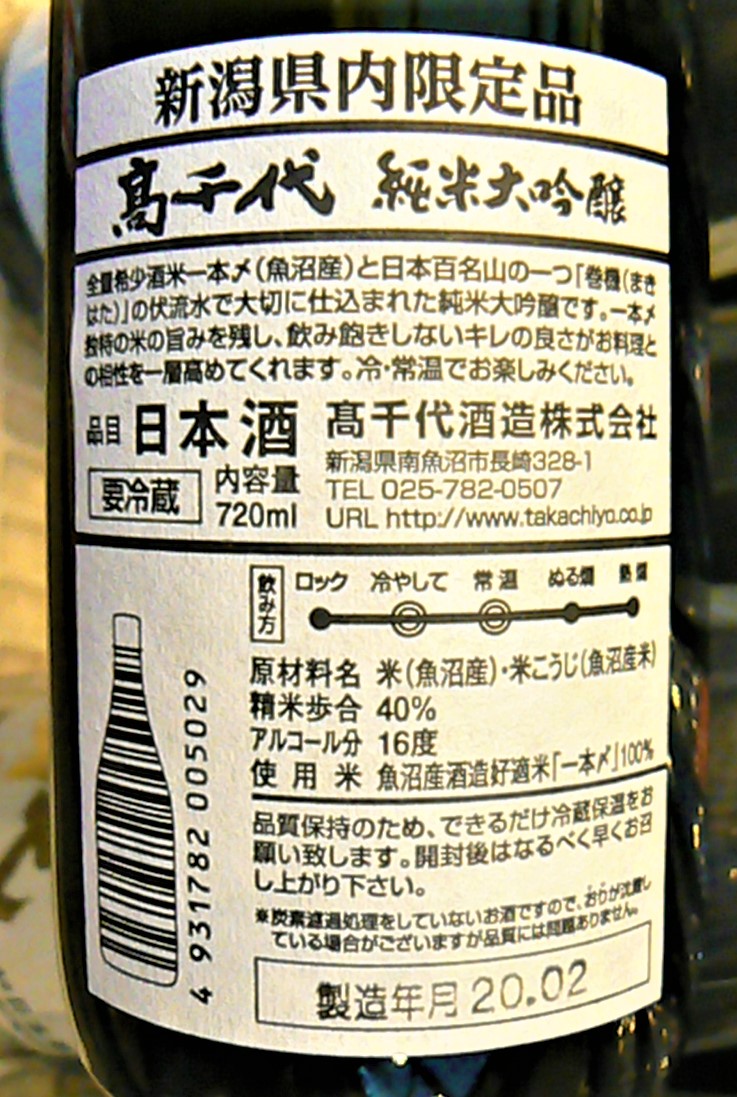 新潟県内限定品
髙千代 純米大吟醸
全量希少酒米一本〆(魚沼産)と日本百名山の一つ「巻機(まき
はた)」の伏流水で大切に仕込まれた純米大吟醸です。一本〆
独特の米の旨みを残し、飲み飽きしないキレの良さがお料理と
の相性を一層高めてくれます。冷・常温でお楽しみください。
品目 日本酒
要冷蔵
内容量
720ml
髙千代酒造株式会社
新潟県南魚沼市長崎328-1
TEL 025-782-0507
URL http://www.takachiyo.co.jp
飲み方
ロック 冷やして 常温 ぬる燗 熱燗
原材料名 米(魚沼産)・米こうじ(魚沼産米)
精米歩合 40%
アルコール分 16度
使用米 魚沼産酒造好適米「一本〆」100%
品質保持のため、できるだけ冷蔵保温をお
願い致します。開封後はなるべく早くお召
し上がり下さい。
※炭素濾過処理をしていないお酒ですので、おりが沈澱し
ている場合がございますが品質には問題ありません。
製造年月 20.02
4 931782 005029